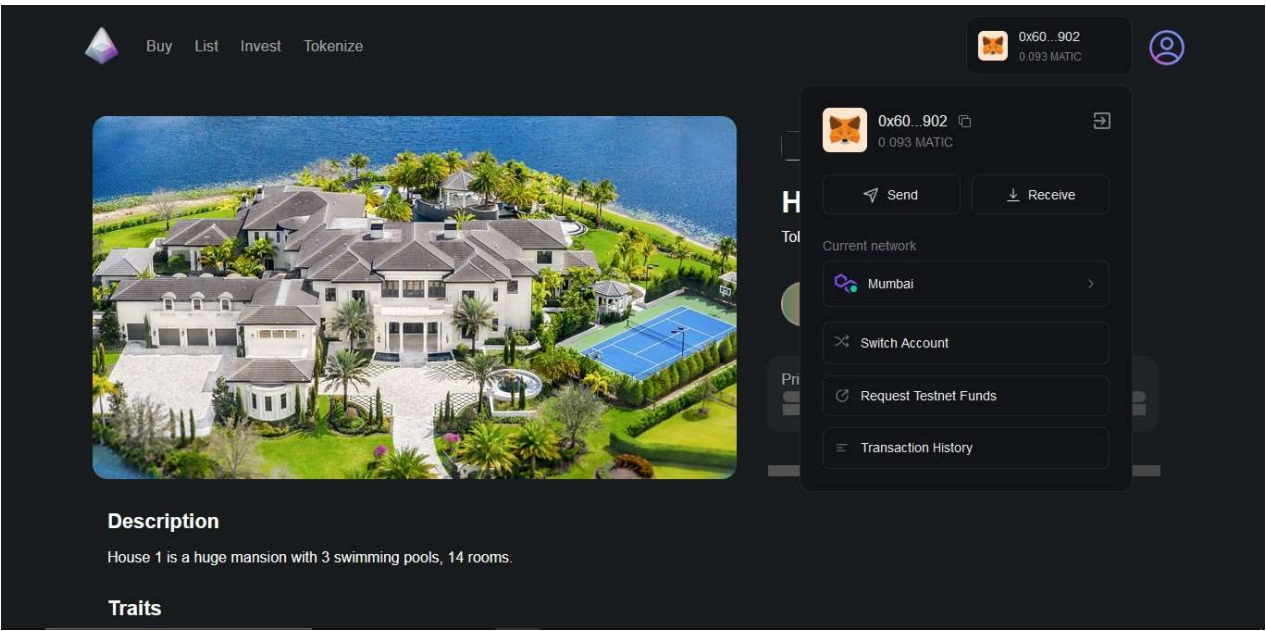 Buy List Invest Tokenize
0x60...902
0.093 MATIC
0x60...902
0.093 MATIC
Send
Receive
H
Tol
Current network
Mumbai
Switch Account
Pri
Request Testnet Funds
Transaction History
Description
House 1 is a huge mansion with 3 swimming pools, 14 rooms.
Traits